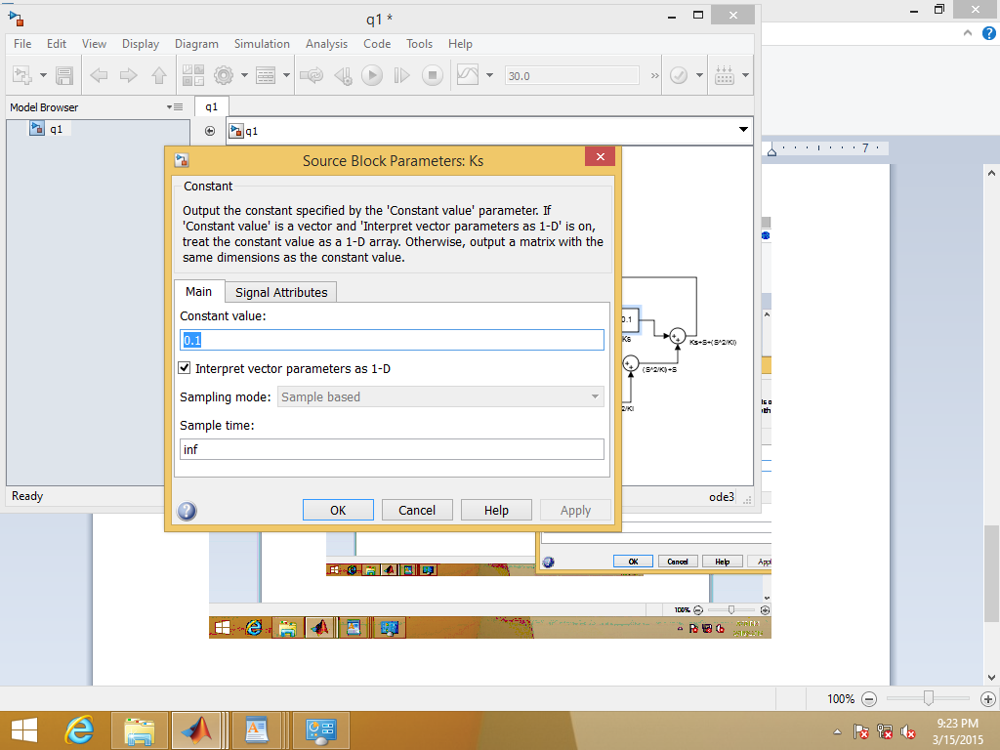 q1 *
File Edit View Display Diagram Simulation Analysis Code Tools Help
30.0
»
Model Browser
q1
q1
q1
7
Source Block Parameters: Ks
Constant
Output the constant specified by the 'Constant value' parameter. If
'Constant value' is a vector and 'Interpret vector parameters as 1-D' is on,
treat the constant value as a 1-D array. Otherwise, output a matrix with the
same dimensions as the constant value.
Main
Signal Attributes
Constant value:
0.1
Interpret vector parameters as 1-D
Sampling mode: Sample based
Sample time:
inf
OK Cancel Help Apply
0.1
Ks
Ks+S+(S^2/KI)
(S^2/KI)+S
2/KI
Ready
ode3
OK Cancel Help Appl
100%
100%
9:23 PM
3/15/2015